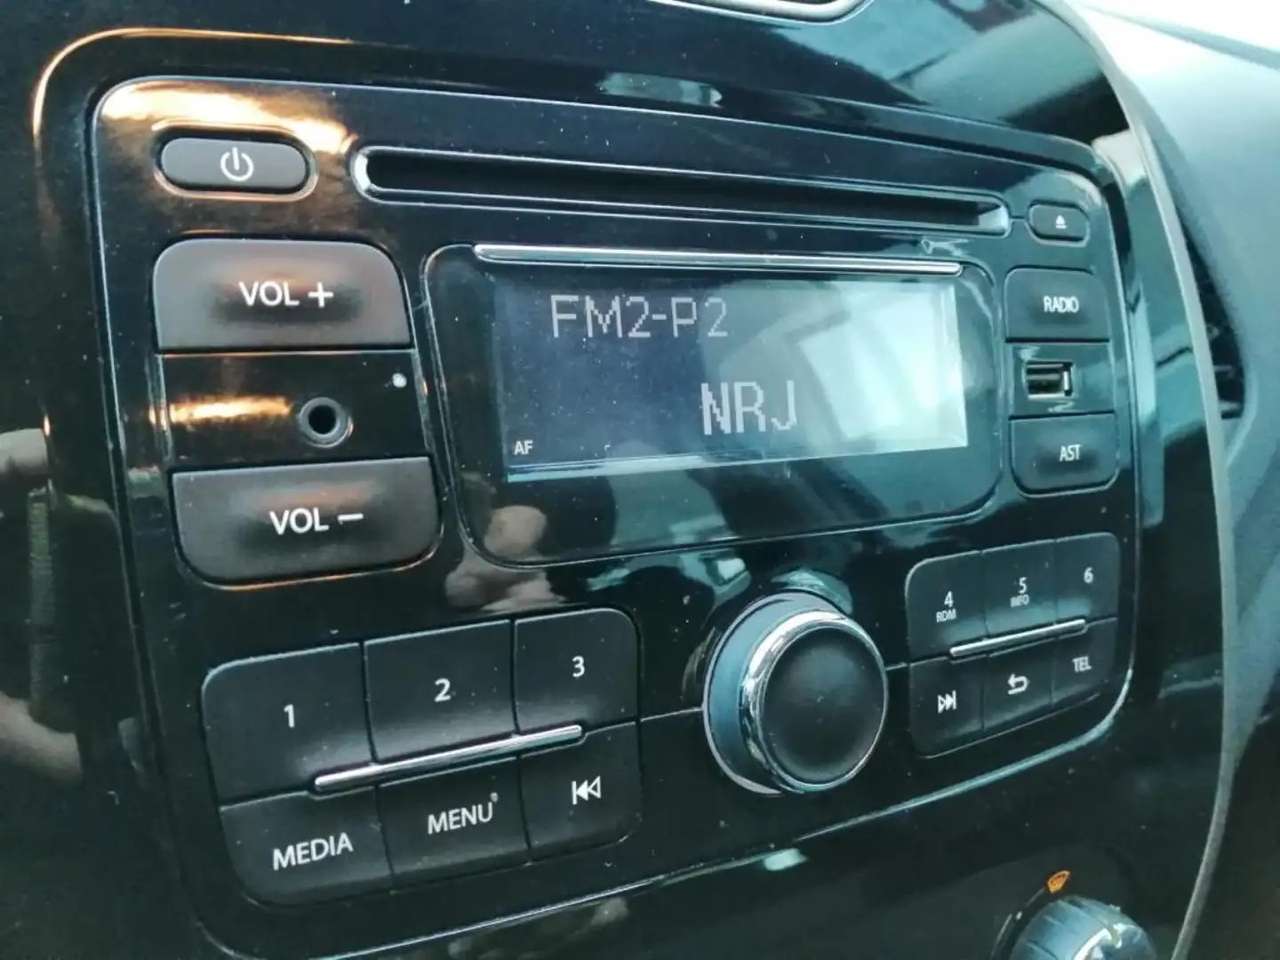 VOL +
FM2-P2
RADIO
NRJ
AF
AST
VOL –
4
RDM
5
INFO
6
1
2
3
TEL
MEDIA
MENU